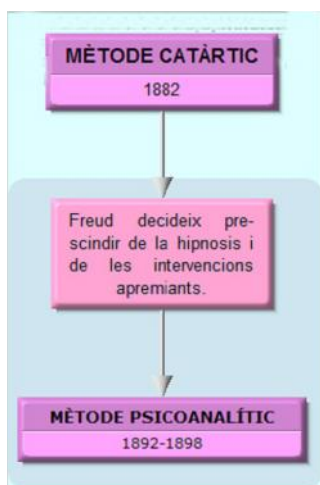 MÈTODE CATÀRTIC
1882
Freud decideix pre-
scindir de la hipnosis i
de les intervencions
apremiants.
MÈTODE PSICOANALÍTIC
1892-1898